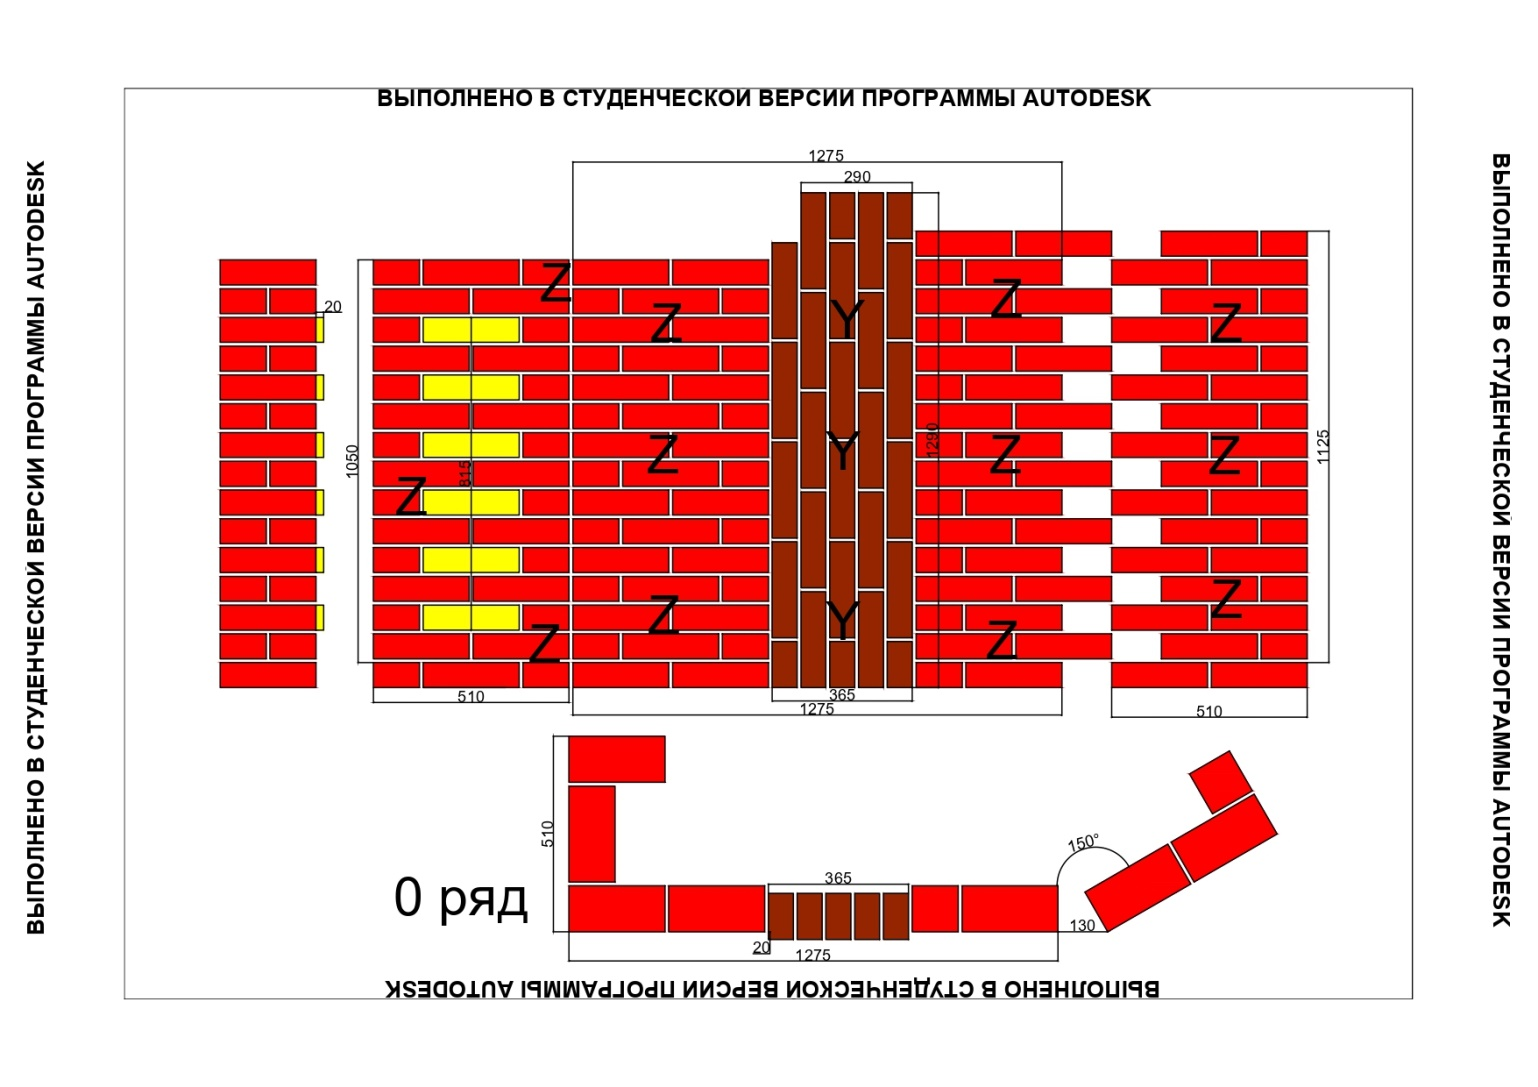 ВЫПОЛНЕНО В СТУДЕНЧЕСКОЙ ВЕРСИИ ПРОГРАММЫ AUTODESK
ВЫПОЛНЕНО В СТУДЕНЧЕСКОЙ ВЕРСИИ ПРОГРАММЫ AUTODESK
ВЫПОЛНЕНО В СТУДЕНЧЕСКОЙ ВЕРСИИ ПРОГРАММЫ AUTODESK
1275
290
Z
Z
Y
Z
Z
20
1050
815
Z
Z
Y
1290
Z
Z
1125
Z
Z
Z
Y
Z
Z
510
365
1275
510
510
0 ряд
365
20
1275
150°
130
ВЫПОЛНЕНО В СТУДЕНЧЕСКОЙ ВЕРСИИ ПРОГРАММЫ AUTODESK